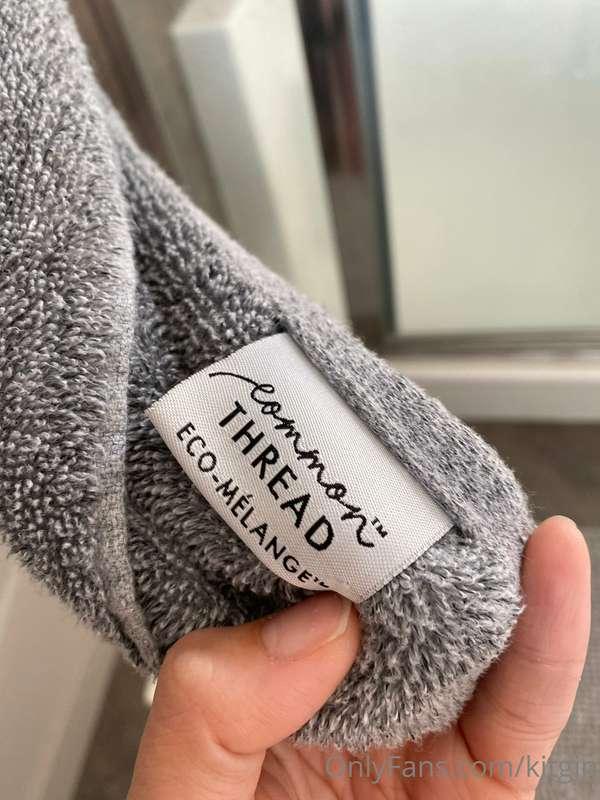 common™
THREAD
ECO-MÉLANGE™
OnlyFans.com/kitgin